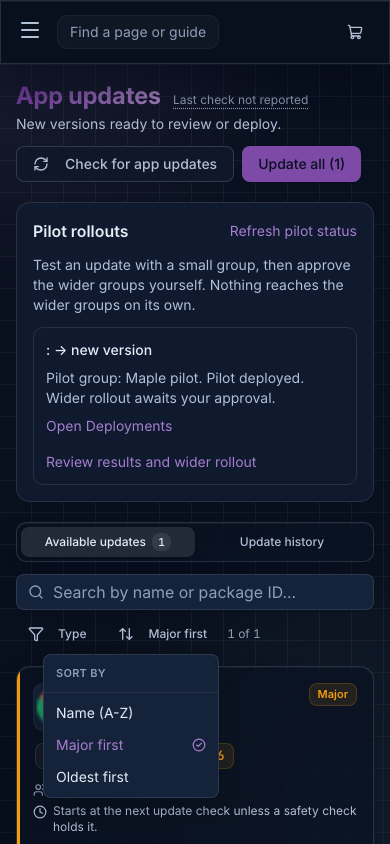 Find a page or guide
App updates Last check not reported
New versions ready to review or deploy.
Check for app updates Update all (1)
Pilot rollouts Refresh pilot status
Test an update with a small group, then approve
the wider groups yourself. Nothing reaches the
wider groups on its own.
: → new version
Pilot group: Maple pilot. Pilot deployed.
Wider rollout awaits your approval.
Open Deployments
Review results and wider rollout
Available updates 1 Update history
Search by name or package ID...
Type Major first 1 of 1
SORT BY
Major
Name (A-Z)
Major first
Oldest first
Starts at the next update check unless a safety check
holds it.